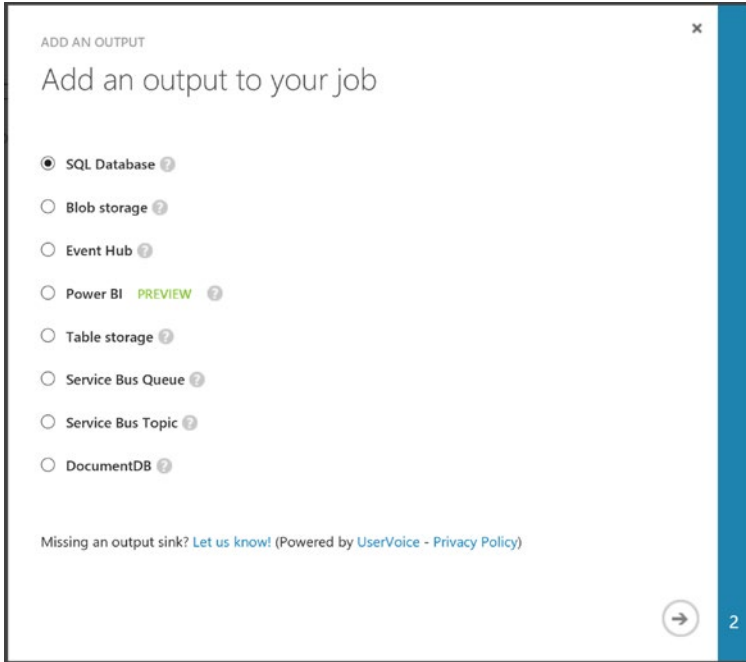 ADD AN OUTPUT
Add an output to your job
SQL Database ?
Blob storage ?
Event Hub ?
Power BI PREVIEW ?
Table storage ?
Service Bus Queue ?
Service Bus Topic ?
DocumentDB ?
Missing an output sink? Let us know! (Powered by UserVoice - Privacy Policy)
2